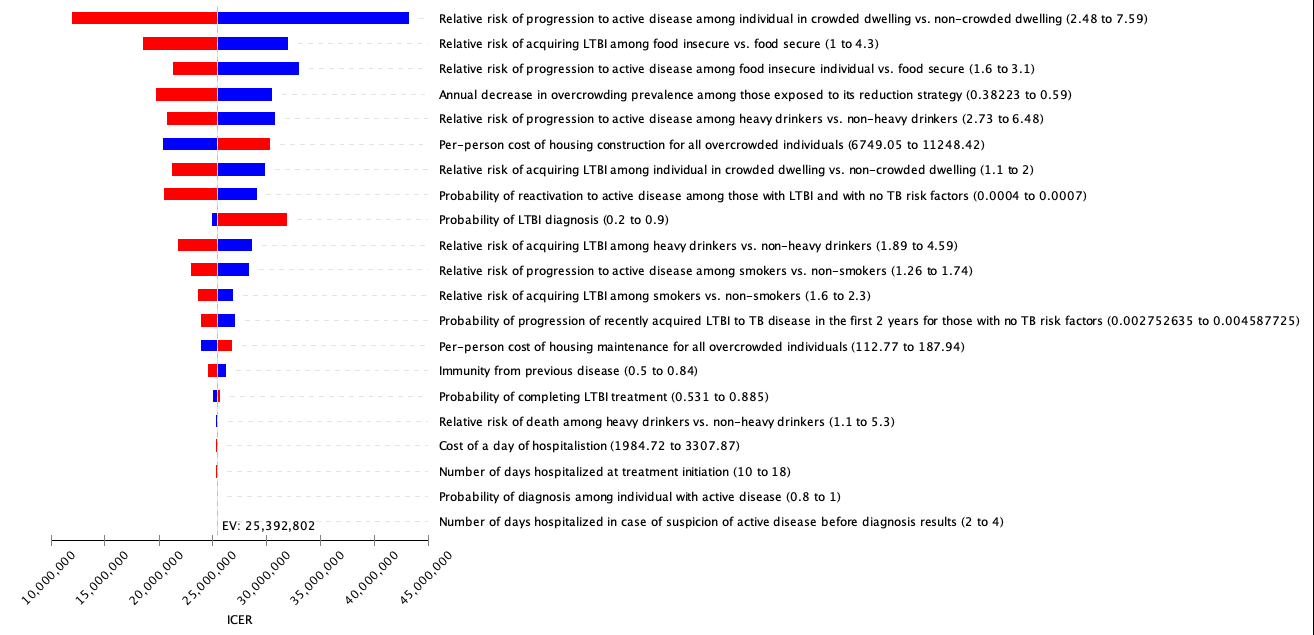 Relative risk of progression to active disease among individual in crowded dwelling vs. non-crowded dwelling (2.48 to 7.59)
Relative risk of acquiring LTBI among food insecure vs. food secure (1 to 4.3)
Relative risk of progression to active disease among food insecure individual vs. food secure (1.6 to 3.1)
Annual decrease in overcrowding prevalence among those exposed to its reduction strategy (0.38223 to 0.59)
Relative risk of progression to active disease among heavy drinkers vs. non-heavy drinkers (2.73 to 6.48)
Per-person cost of housing construction for all overcrowded individuals (6749.05 to 11248.42)
Relative risk of acquiring LTBI among individual in crowded dwelling vs. non-crowded dwelling (1.1 to 2)
Probability of reactivation to active disease among those with LTBI and with no TB risk factors (0.0004 to 0.0007)
Probability of LTBI diagnosis (0.2 to 0.9)
Relative risk of acquiring LTBI among heavy drinkers vs. non-heavy drinkers (1.89 to 4.59)
Relative risk of progression to active disease among smokers vs. non-smokers (1.26 to 1.74)
Relative risk of acquiring LTBI among smokers vs. non-smokers (1.6 to 2.3)
Probability of progression of recently acquired LTBI to TB disease in the first 2 years for those with no TB risk factors (0.002752635 to 0.004587725)
Per-person cost of housing maintenance for all overcrowded individuals (112.77 to 187.94)
Immunity from previous disease (0.5 to 0.84)
Probability of completing LTBI treatment (0.531 to 0.885)
Relative risk of death among heavy drinkers vs. non-heavy drinkers (1.1 to 5.3)
Cost of a day of hospitalistion (1984.72 to 3307.87)
Number of days hospitalized at treatment initiation (10 to 18)
Probability of diagnosis among individual with active disease (0.8 to 1)
Number of days hospitalized in case of suspicion of active disease before diagnosis results (2 to 4)
EV: 25,392,802
10,000,000
15,000,000
20,000,000
25,000,000
30,000,000
35,000,000
40,000,000
45,000,000
ICER